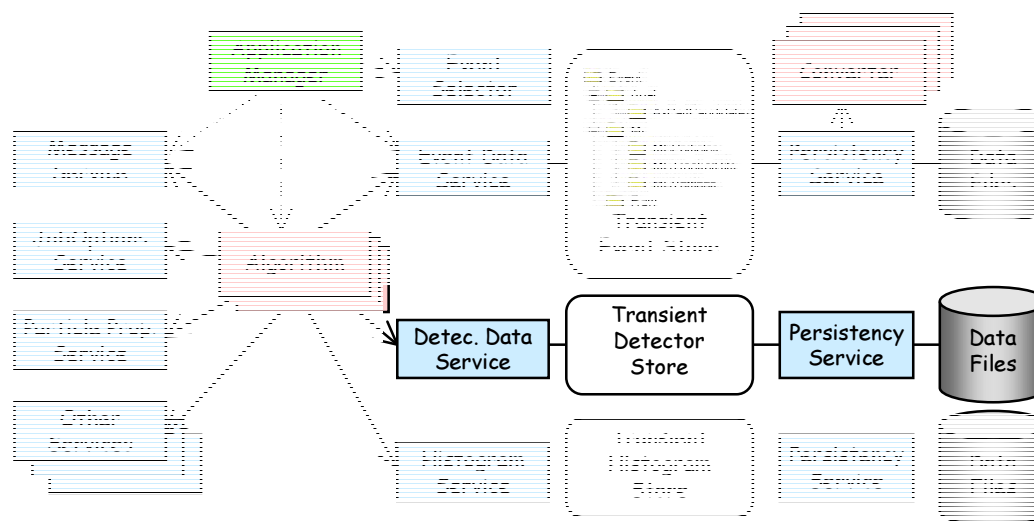 Application
Manager
Event
Selector
Converter
Message
Service
Event Data
Service
Persistency
Service
Data
Files
Transient
Event Store
JobOptions
Service
Algorithm
Particle Prop.
Service
Detec. Data
Service
Transient
Detector
Store
Persistency
Service
Data
Files
Other
Services
Histogram
Service
Transient
Histogram
Store
Persistency
Service
Data
Files